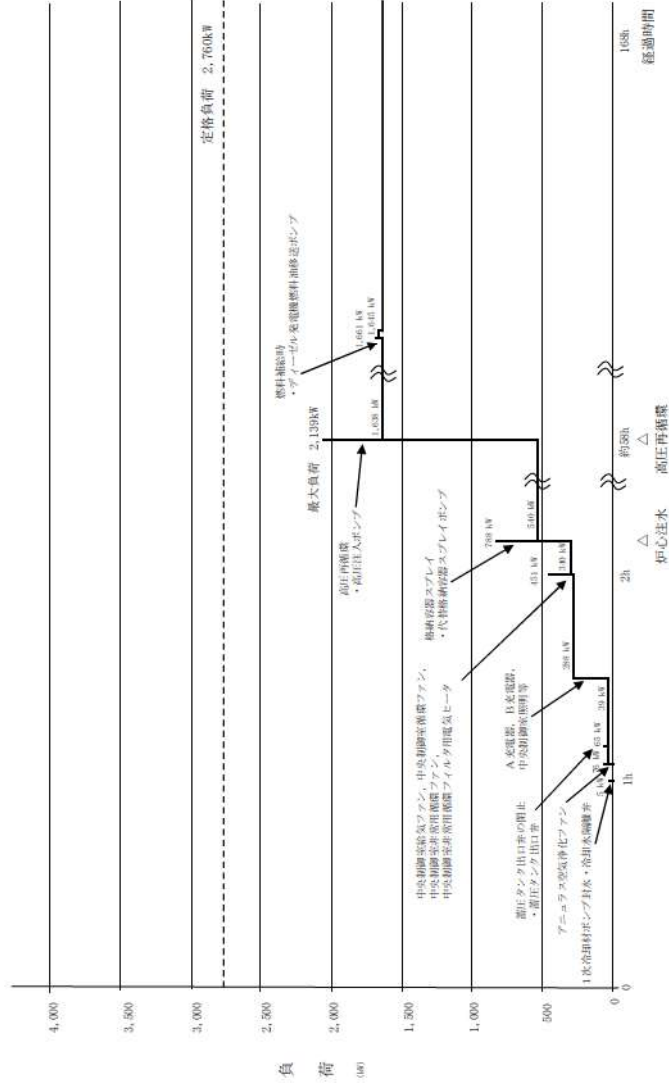 負荷
(kW)
4,000
3,500
3,000
2,500
2,000
1,500
1,000
500
0
定格負荷 2,760kW
最大負荷 2,139kW
燃料補給時
・ディーゼル発電機燃料油移送ポンプ
1,661 kW
1,645 kW
1,638 kW
高圧再循環
・高圧注入ポンプ
格納容器スプレイ
・代替格納容器スプレイポンプ
789 kW
540 kW
中央制御室給気ファン, 中央制御室循環ファン,
中央制御室非常用循環ファン,
中央制御室非常用循環フィルタ用電気ヒータ
451 kW
A充電器, B充電器,
中央制御室照明等
288 kW
蓄圧タンク出口弁の閉止
・蓄圧タンク出口弁
アニュラス空気浄化ファン
1次冷却材ポンプ封水・冷却水隔離弁
5 kW
39 kW
0
1h
2h
約58h
168h
炉心注水
高圧再循環
経過時間